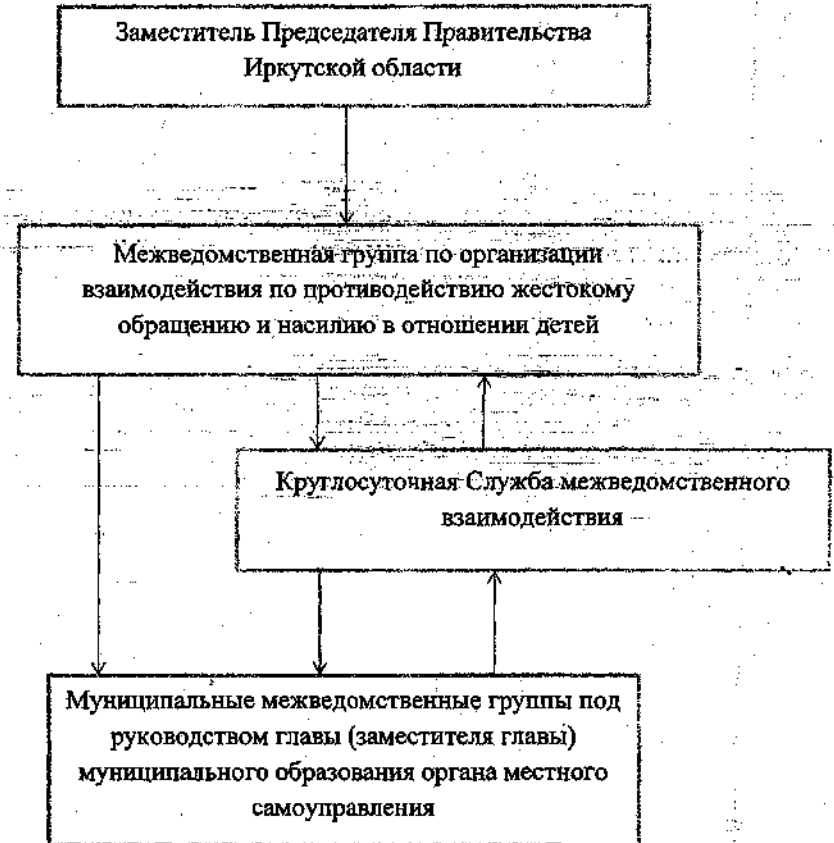 Заместитель Председателя Правительства
Иркутской области
Межведомственная группа по организации
взаимодействия по противодействию жестокому
обращению и насилию в отношении детей
Круглосуточная Служба межведомственного
взаимодействия
Муниципальные межведомственные группы под
руководством главы (заместителя главы)
муниципального образования органа местного
самоуправления